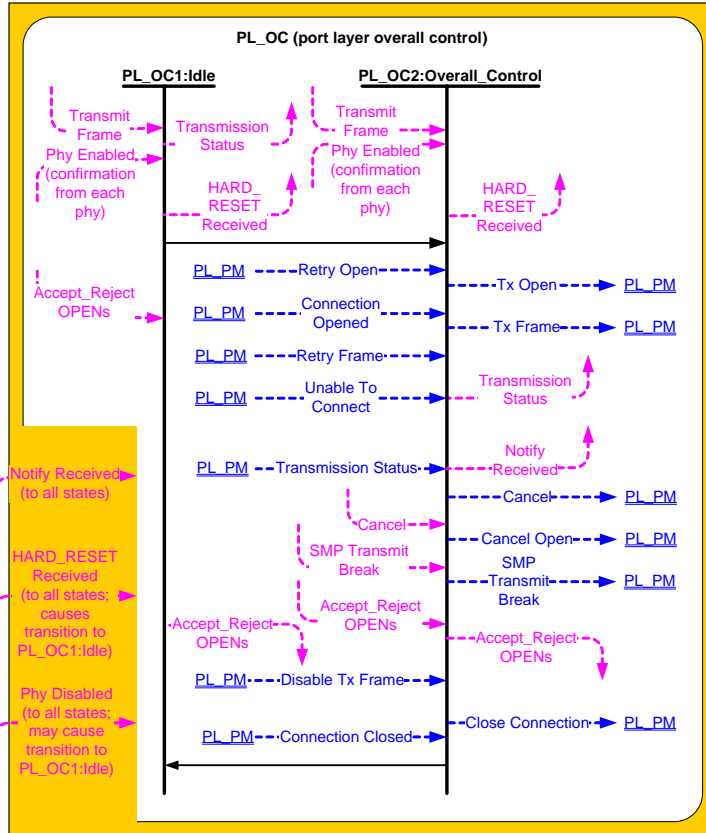 PL_OC (port layer overall control)
PL_OC1:Idle
PL_OC2:Overall_Control
Transmit
Frame
Transmission
Status
Transmit
Frame
Phy Enabled
(confirmation
from each
phy)
Phy Enabled
(confirmation
from each
phy)
HARD_
RESET
Received
HARD_
RESET
Received
PL_PM Retry Open
Tx Open PL_PM
Accept_Reject
OPENs
PL_PM Connection
Opened
Tx Frame PL_PM
PL_PM Retry Frame
PL_PM Unable To
Connect
Transmission
Status
Notify Received
(to all states)
PL_PM Transmission Status
Notify
Received
Cancel PL_PM
Cancel
Cancel Open PL_PM
SMP Transmit
Break
SMP
Transmit
Break
PL_PM
HARD_RESET
Received
(to all states;
causes
transition to
PL_OC1:Idle)
Accept_Reject
OPENs
Accept_Reject
OPENs
Accept_Reject
OPENs
PL_PM Disable Tx Frame
Phy Disabled
(to all states;
may cause
transition to
PL_OC1:Idle)
Close Connection PL_PM
PL_PM Connection Closed